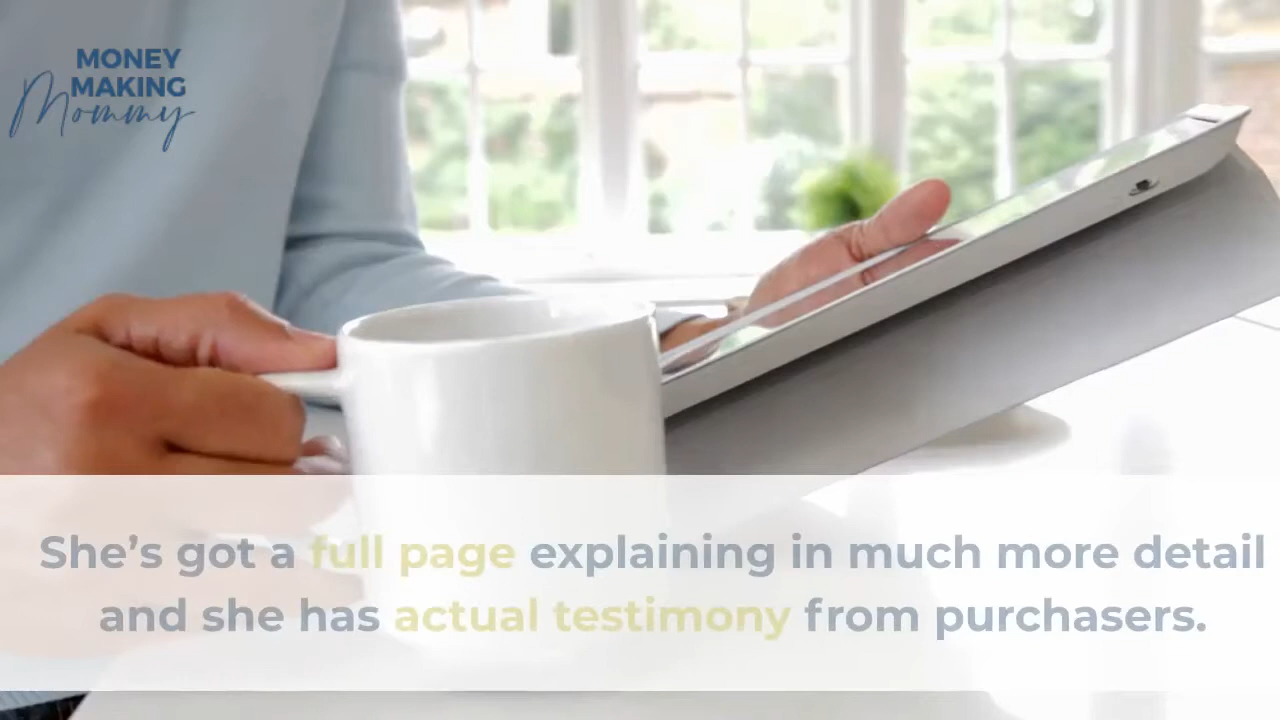 MONEY
MAKING
Mommy
She’s got a full page explaining in much more detail
and she has actual testimony from purchasers.